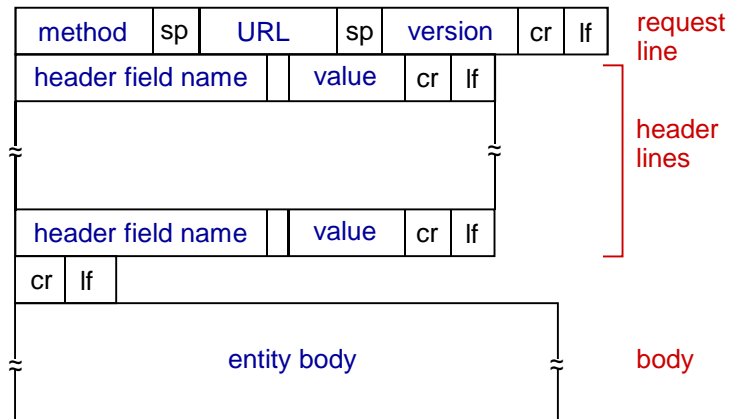 method sp URL sp version cr lf request line
header field name value cr lf
header lines
header field name value cr lf
cr lf
entity body body